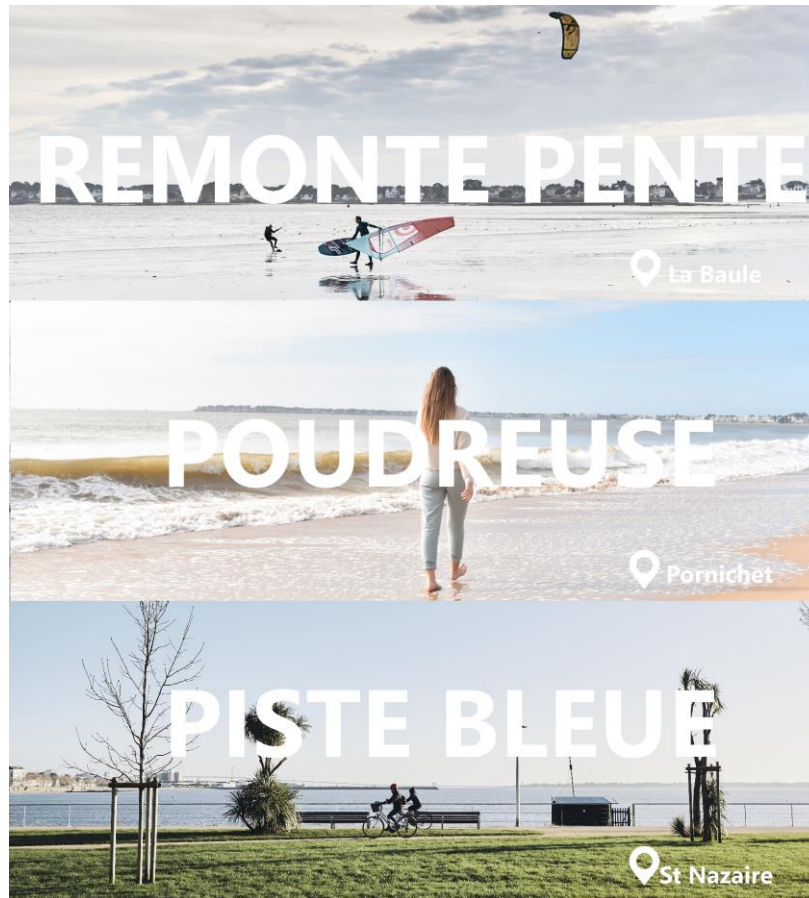 REMONTE PENTE
La Baule
POUDREUSE
Pornichet
PISTE BLEUE
St Nazaire